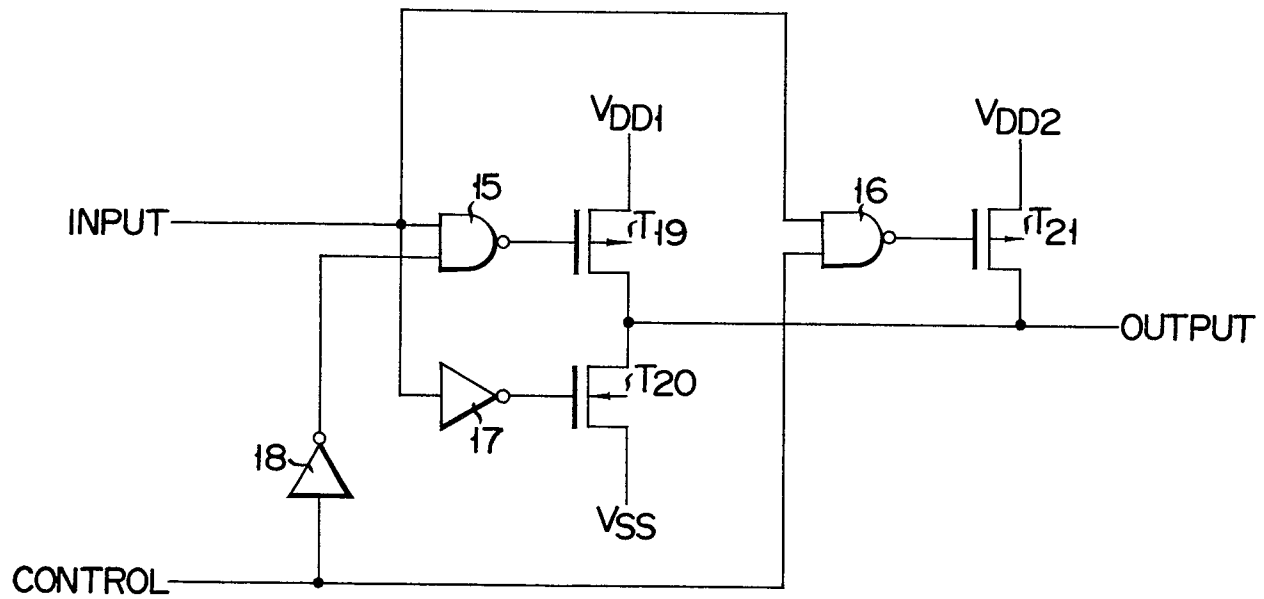 VDD1
VDD2
15
16
INPUT
T19
T21
OUTPUT
T20
17
18
VSS
CONTROL